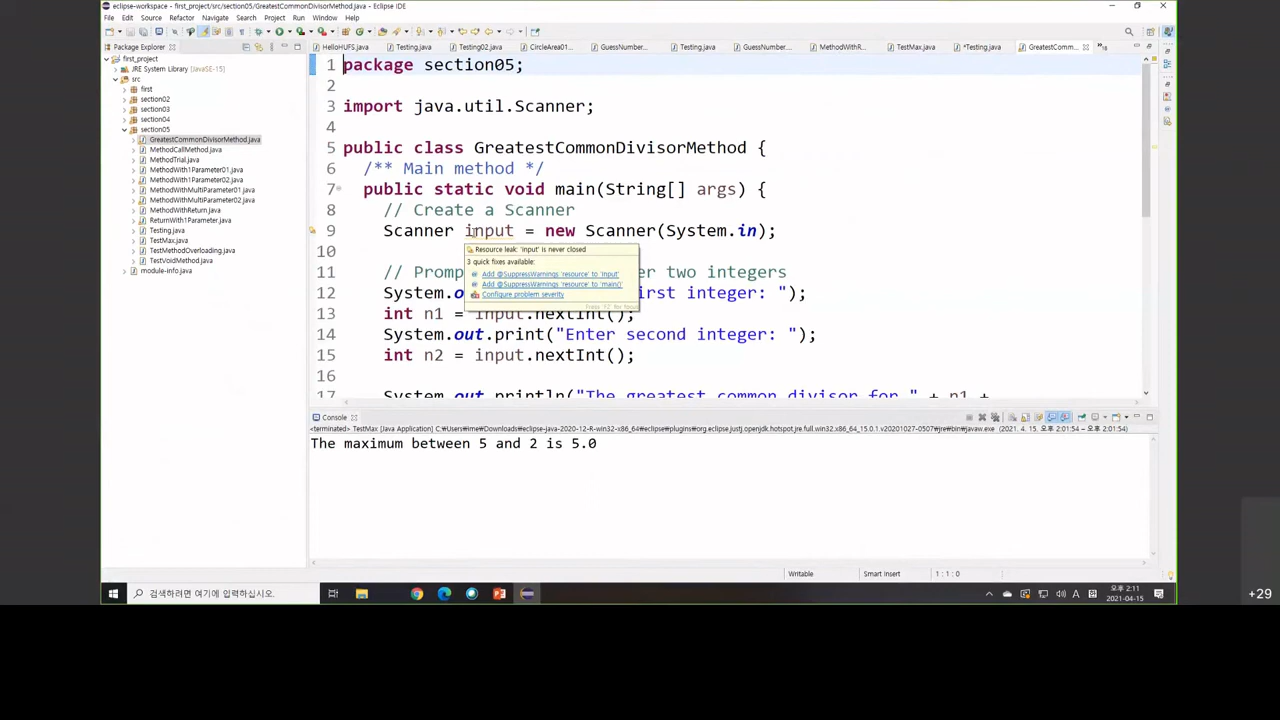 eclipse-workspace - first_project/src/section05/GreatestCommonDivisorMethod.java - Eclipse IDE
File Edit Source Refactor Navigate Search Project Run Window Help
Package Explorer
HelloHUFS.java Testing.java Testing02.java CircleArea01... GuessNumber... Testing.java GuessNumber... MethodWithR... TestMax.java *Testing.java GreatestComm...
first_project
JRE System Library [JavaSE-15]
src
first
section02
section03
section04
section05
GreatestCommonDivisorMethod.java
MethodCallMethod.java
MethodTrial.java
MethodWith1Parameter01.java
MethodWith1Parameter02.java
MethodWithMultiParameter01.java
MethodWithMultiParameter02.java
MethodWithReturn.java
ReturnWith1Parameter.java
Testing.java
TestMax.java
TestMethodOverloading.java
TestVoidMethod.java
module-info.java
1 package section05;
2
3 import java.util.Scanner;
4
5 public class GreatestCommonDivisorMethod {
6 /** Main method */
7 public static void main(String[] args) {
8 // Create a Scanner
9 Scanner input = new Scanner(System.in);
10
11 // Promp er two integers
12 System.o irst integer: ");
13 int n1 = input.nextInt();
14 System.out.print("Enter second integer: ");
15 int n2 = input.nextInt();
16
17 System.out.println("The greatest common divisor for " + n1 +
Resource leak: 'input' is never closed
3 quick fixes available:
Add @SuppressWarnings 'resource' to 'input'
Add @SuppressWarnings 'resource' to 'main()'
Configure problem severity
Console
<terminated> TestMax [Java Application] C:\Users\ime\Downloads\eclipse-java-2020-12-R-win32-x86_64\eclipse\plugins\org.eclipse.justj.openjdk.hotspot.jre.full.win32.x86_64_15.0.1.v20201027-0507\jre\bin\javaw.exe (2021. 4. 15. 오후 2:01:54 – 오후 2:01:54)
The maximum between 5 and 2 is 5.0
Writable Smart Insert 1 : 1 : 0
검색하려면 여기에 입력하십시오.
A 오후 2:11
2021-04-15
+29